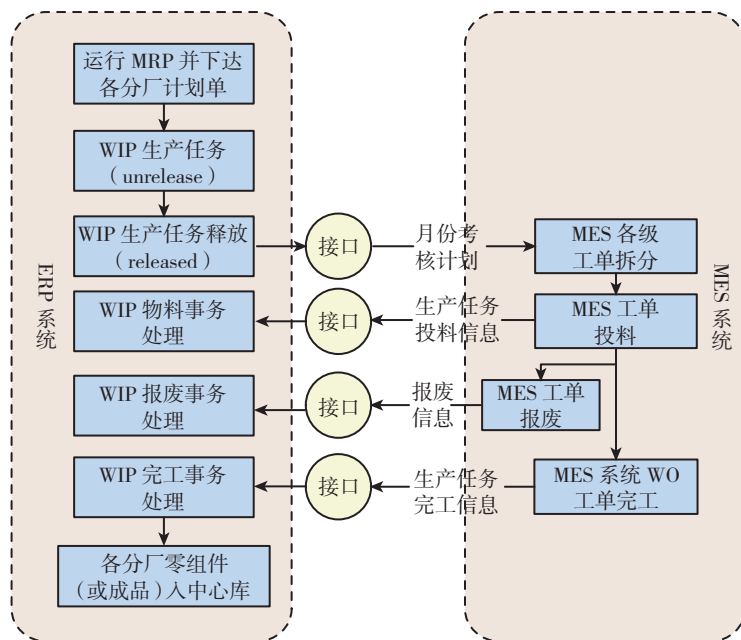 运行 MRP 并下达
各分厂计划单
WIP 生产任务
（unrelease）
WIP 生产任务释放
（released）
接口
月份考
核计划
MES 各级
工单拆分
WIP 物料事务
处理
接口
生产任务
投料信息
MES 工单
投料
WIP 报废事务
处理
接口
报废
信息
MES 工单
报废
WIP 完工事务
处理
接口
生产任务
完工信息
MES 系统 WO
工单完工
各分厂零组件
（或成品）入中心库
ERP 系统
MES 系统